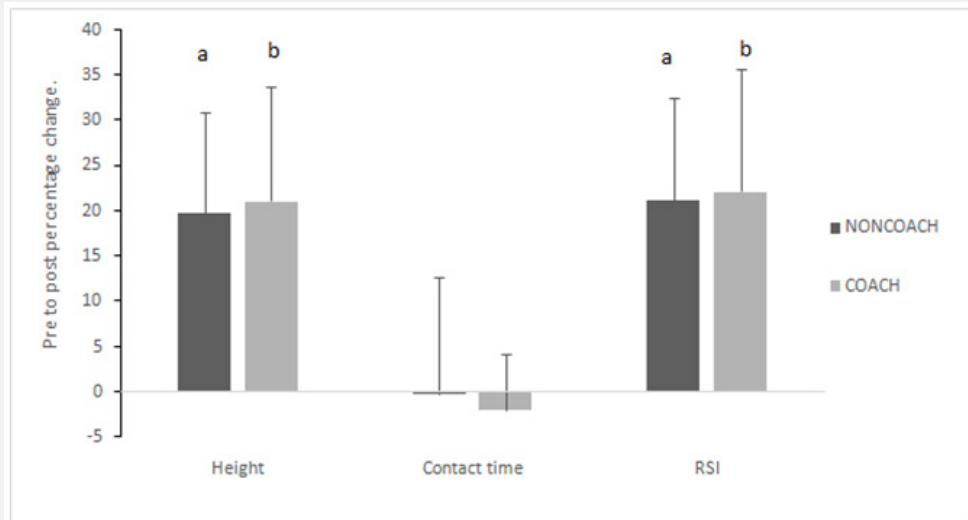 40
35
30
25
20
15
10
5
0
-5
Pre to post percentage change.
a
b
a
b
Height
Contact time
RSI
NONCOACH
COACH